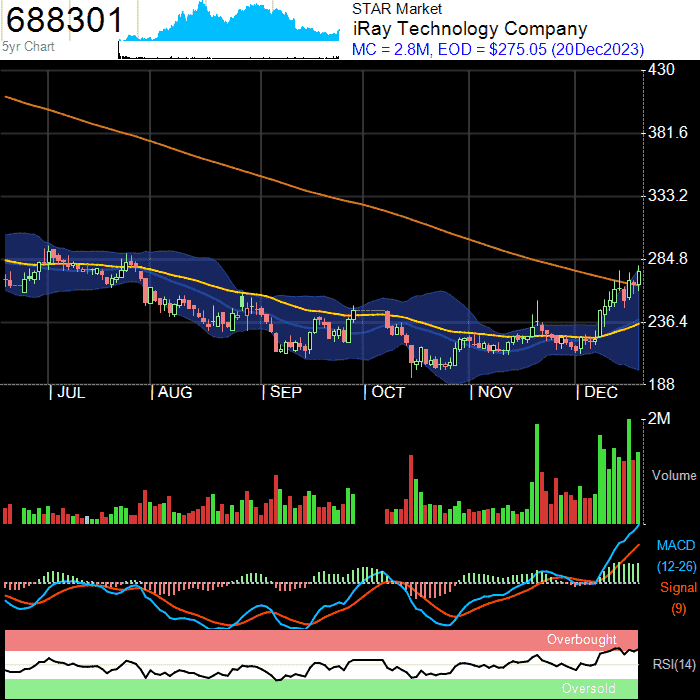 688301
5yr Chart
STAR Market
iRay Technology Company
MC = 2.8M, EOD = $275.05 (20Dec2023)
430
381.6
333.2
284.8
236.4
188
JUL AUG SEP OCT NOV DEC
2M
Volume
MACD
(12-26)
Signal
(9)
Overbought
RSI(14)
Oversold